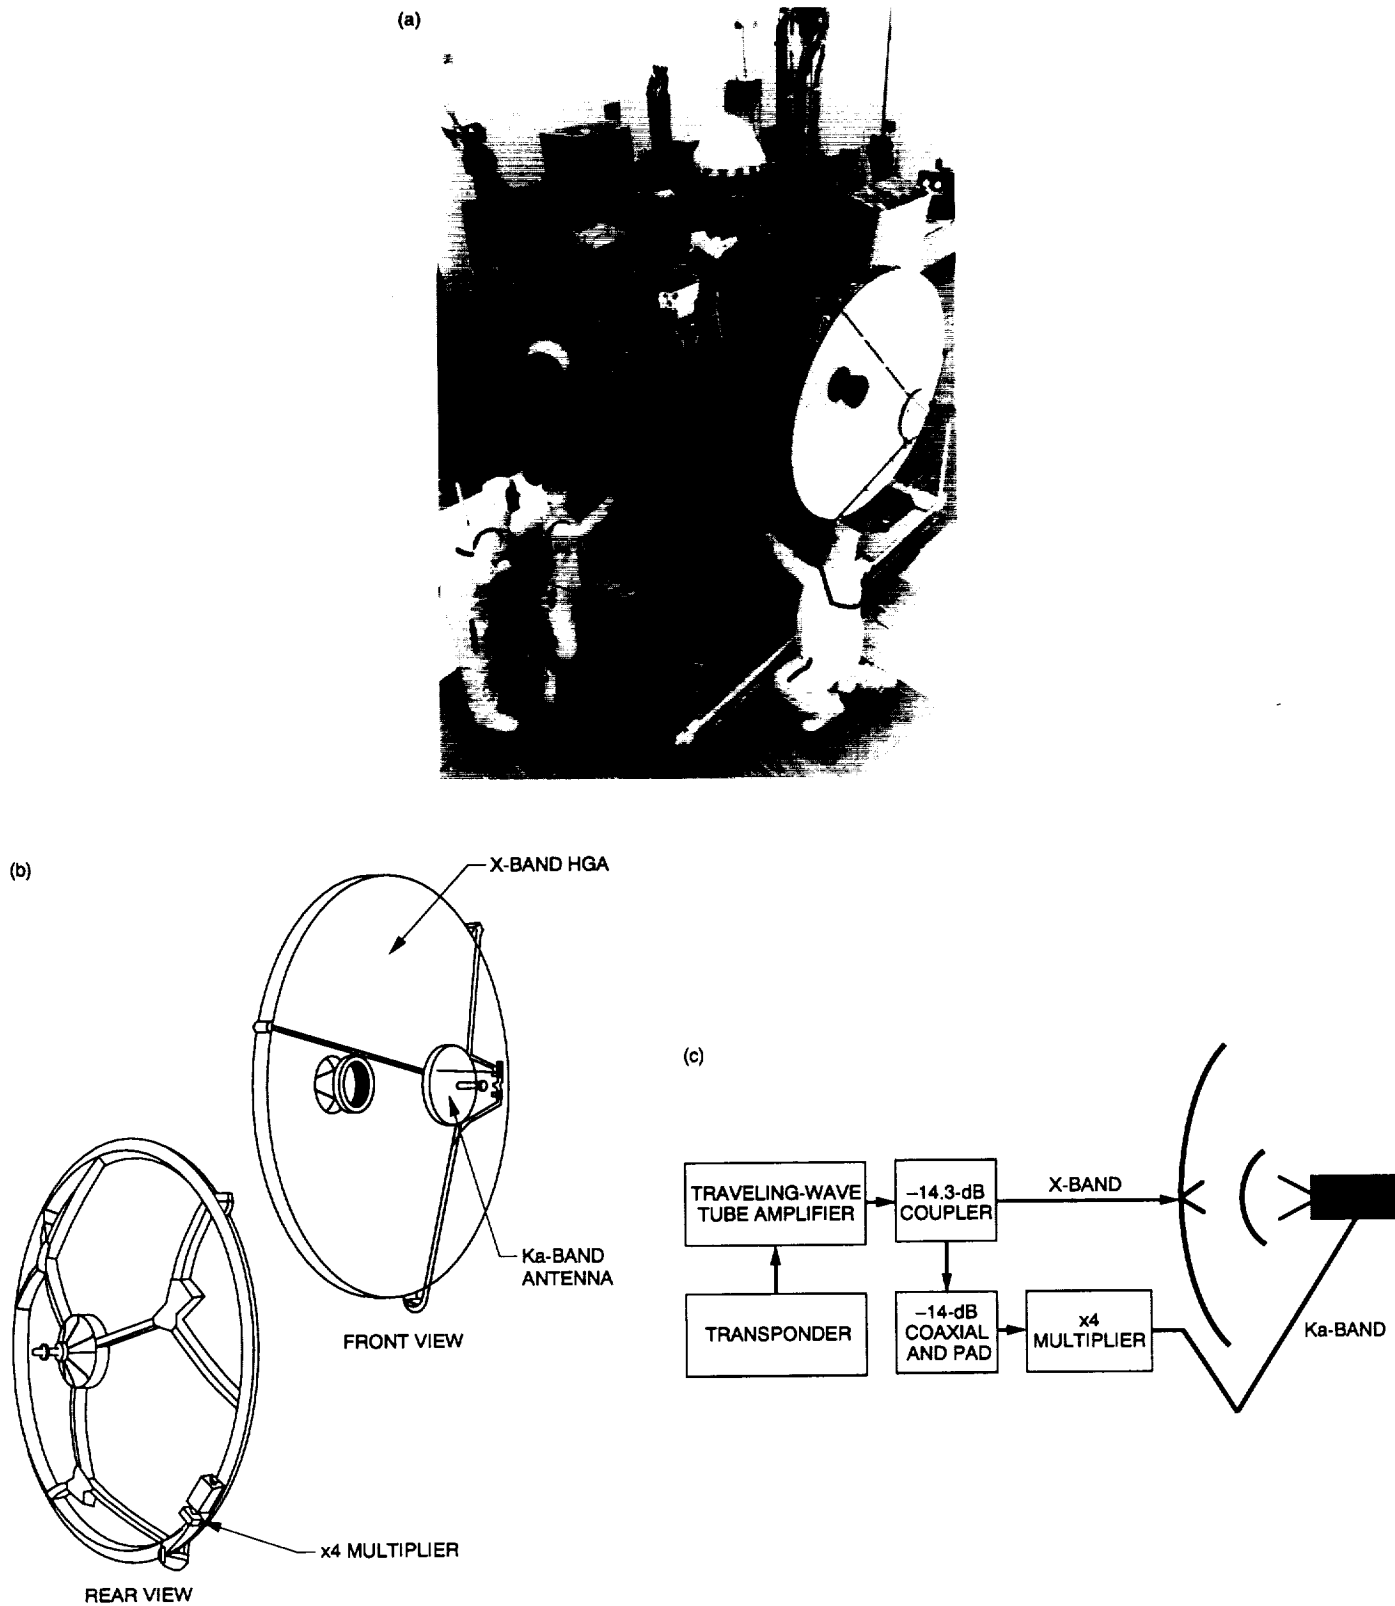 (a)
(b)
X-BAND HGA
Ka-BAND
ANTENNA
FRONT VIEW
x4 MULTIPLIER
REAR VIEW
(c)
TRAVELING-WAVE
TUBE AMPLIFIER
–14.3-dB
COUPLER
X-BAND
TRANSPONDER
–14-dB
COAXIAL
AND PAD
x4
MULTIPLIER
Ka-BAND